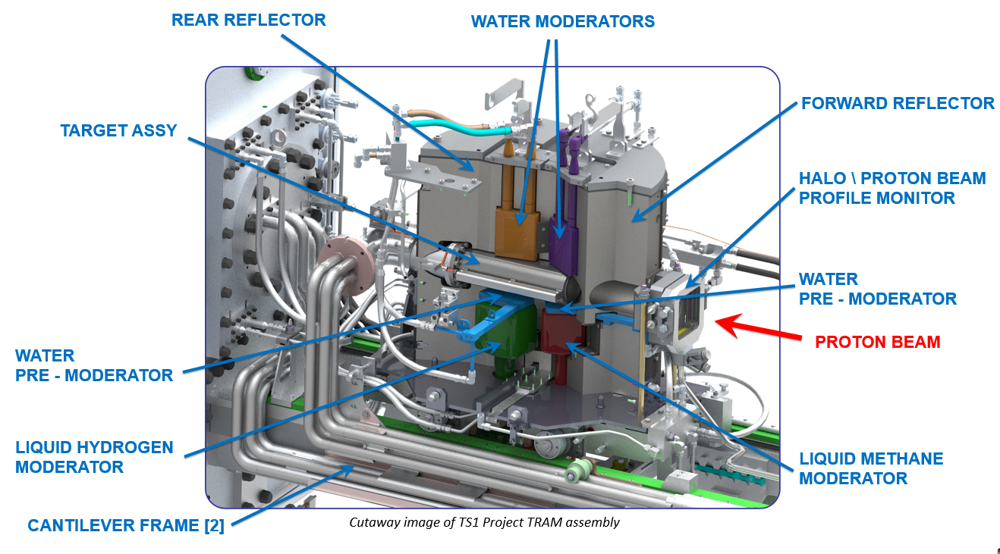 REAR REFLECTOR
WATER MODERATORS
FORWARD REFLECTOR
TARGET ASSY
HALO \ PROTON BEAM
PROFILE MONITOR
WATER
PRE - MODERATOR
PROTON BEAM
WATER
PRE - MODERATOR
LIQUID HYDROGEN
MODERATOR
LIQUID METHANE
MODERATOR
CANTILEVER FRAME [2]
Cutaway image of TS1 Project TRAM assembly